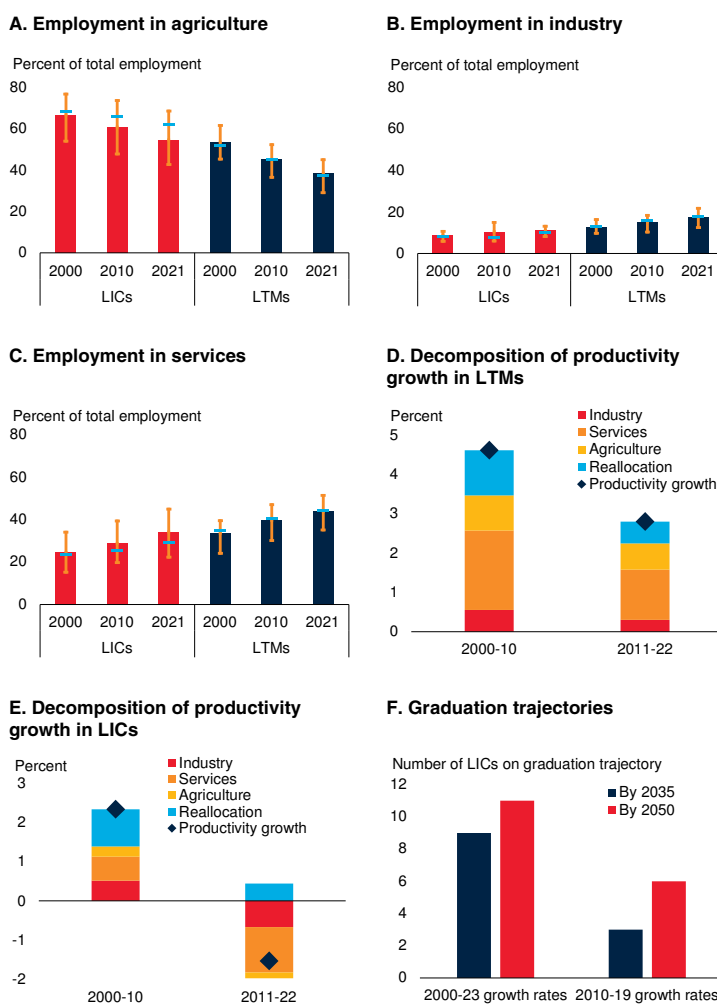 A. Employment in agriculture
Percent of total employment
80
60
40
20
0
2000 2010 2021 2000 2010 2021
LICs LTMs
B. Employment in industry
Percent of total employment
80
60
40
20
0
2000 2010 2021 2000 2010 2021
LICs LTMs
C. Employment in services
Percent of total employment
80
60
40
20
0
2000 2010 2021 2000 2010 2021
LICs LTMs
D. Decomposition of productivity
growth in LTMs
Percent
Industry
Services
Agriculture
Reallocation
Productivity growth
5
4
3
2
1
0
2000-10 2011-22
E. Decomposition of productivity
growth in LICs
Percent
Industry
Services
Agriculture
Reallocation
Productivity growth
3
2
1
0
-1
-2
2000-10 2011-22
F. Graduation trajectories
Number of LICs on graduation trajectory
By 2035
By 2050
12
10
8
6
4
2
0
2000-23 growth rates 2010-19 growth rates